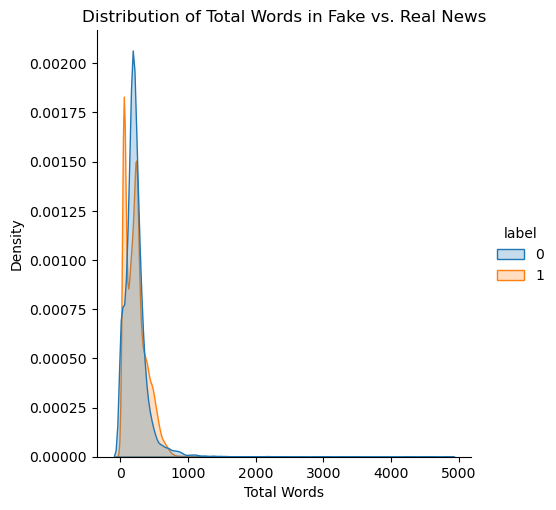 Distribution of Total Words in Fake vs. Real News
0.00200
0.00175
0.00150
0.00125
0.00100
0.00075
0.00050
0.00025
0.00000
Density
0 1000 2000 3000 4000 5000
Total Words
label
0
1